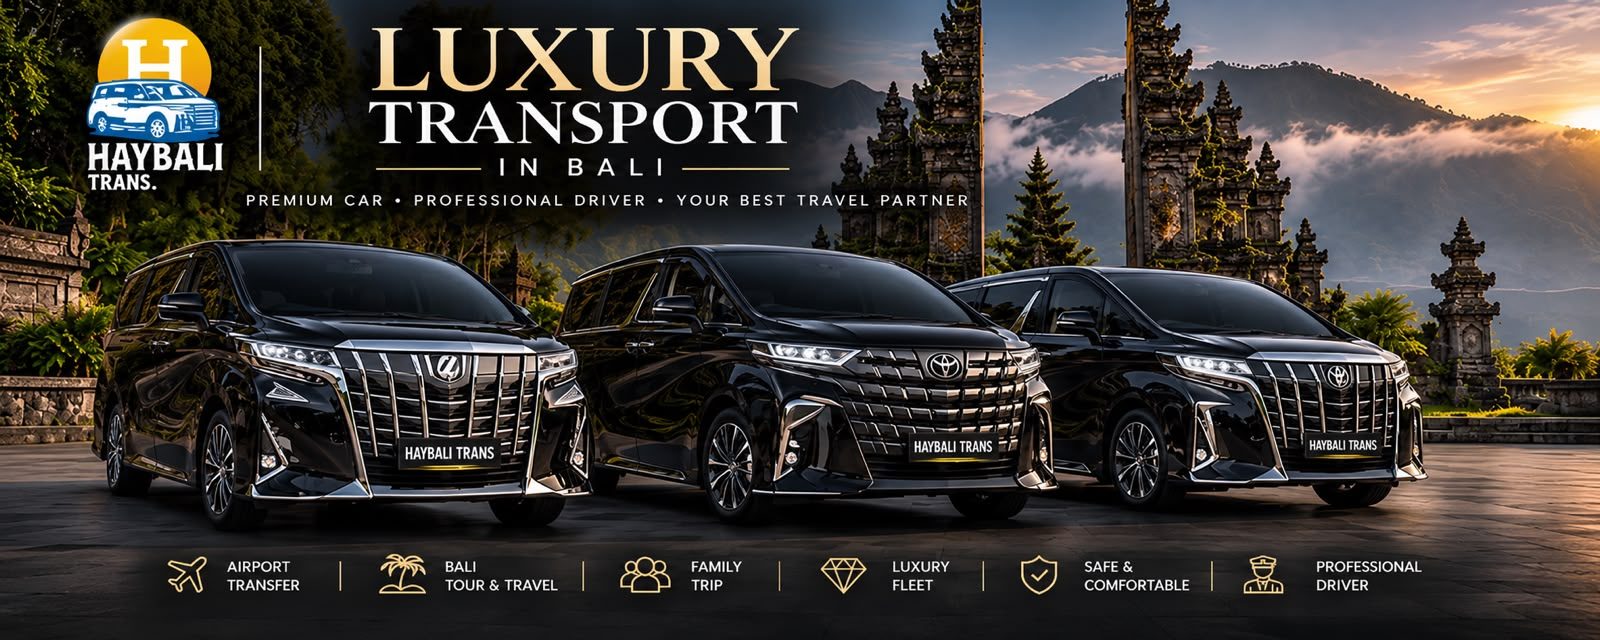 H
HAYBALI
TRANS.
LUXURY
TRANSPORT
IN BALI
PREMIUM CAR • PROFESSIONAL DRIVER • YOUR BEST TRAVEL PARTNER
HAYBALI TRANS
HAYBALI TRANS
HAYBALI TRANS
AIRPORT
TRANSFER
BALI
TOUR & TRAVEL
FAMILY
TRIP
LUXURY
FLEET
SAFE &
COMFORTABLE
PROFESSIONAL
DRIVER